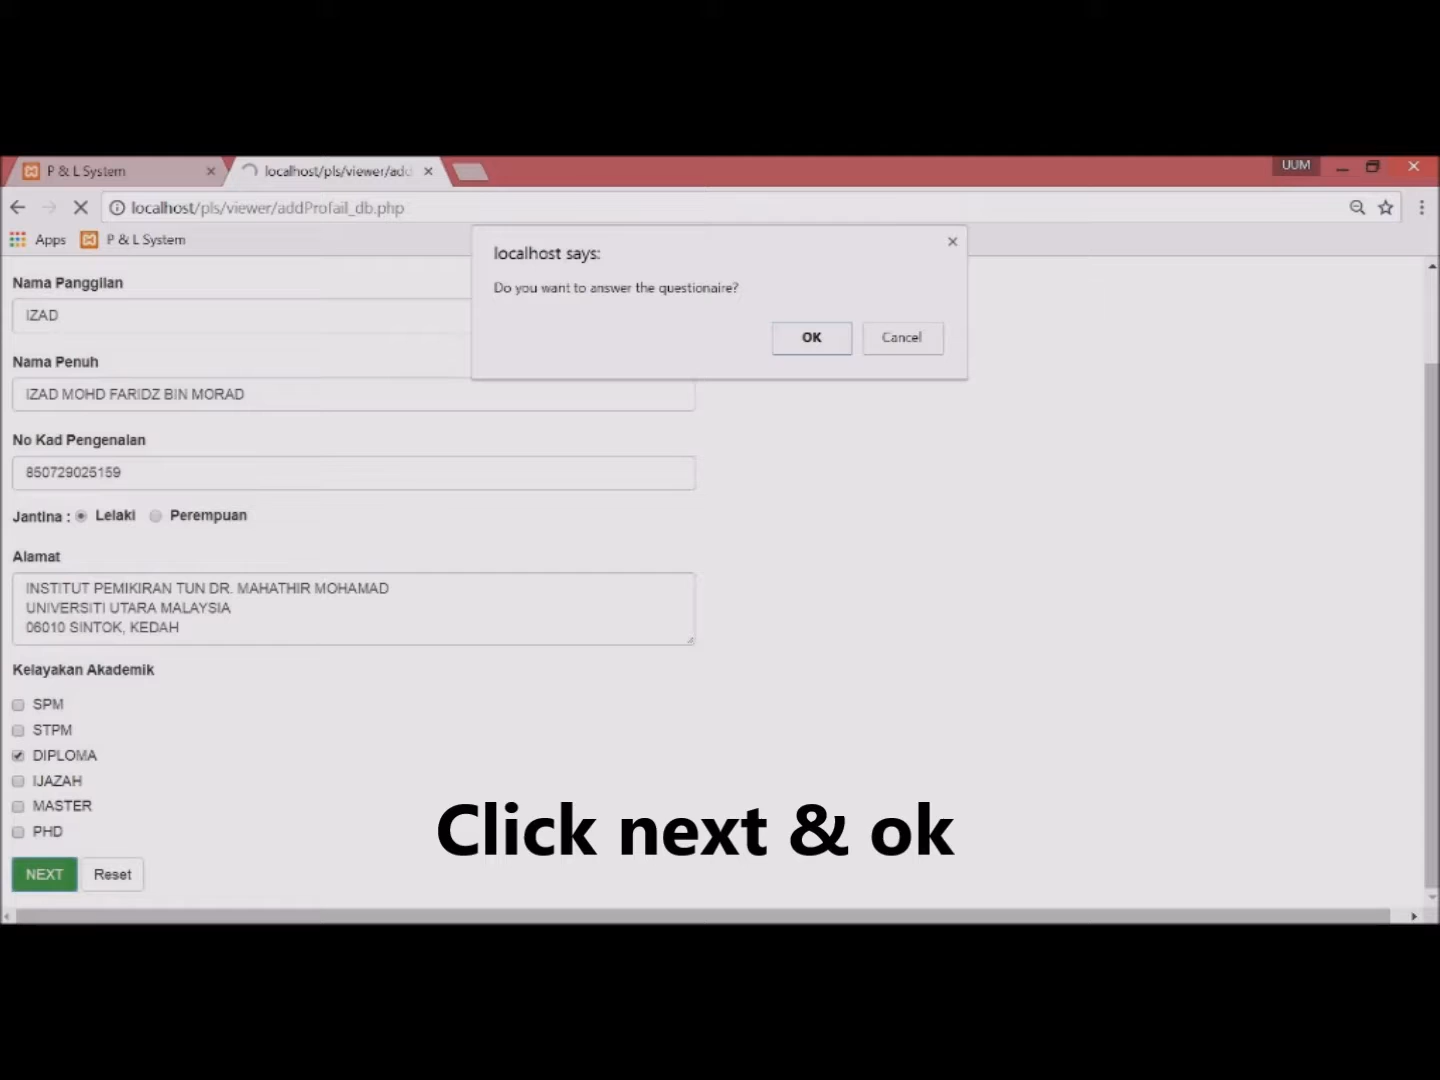 P & L System
localhost/pls/viewer/add
UUM
localhost/pls/viewer/addProfail_db.php
Apps
P & L System
localhost says:
Do you want to answer the questionaire?
OK
Cancel
Nama Panggilan
IZAD
Nama Penuh
IZAD MOHD FARIDZ BIN MORAD
No Kad Pengenalan
850729025159
Jantina : Lelaki Perempuan
Alamat
INSTITUT PEMIKIRAN TUN DR. MAHATHIR MOHAMAD
UNIVERSITI UTARA MALAYSIA
06010 SINTOK, KEDAH
Kelayakan Akademik
SPM
STPM
DIPLOMA
IJAZAH
MASTER
PHD
Click next & ok
NEXT
Reset